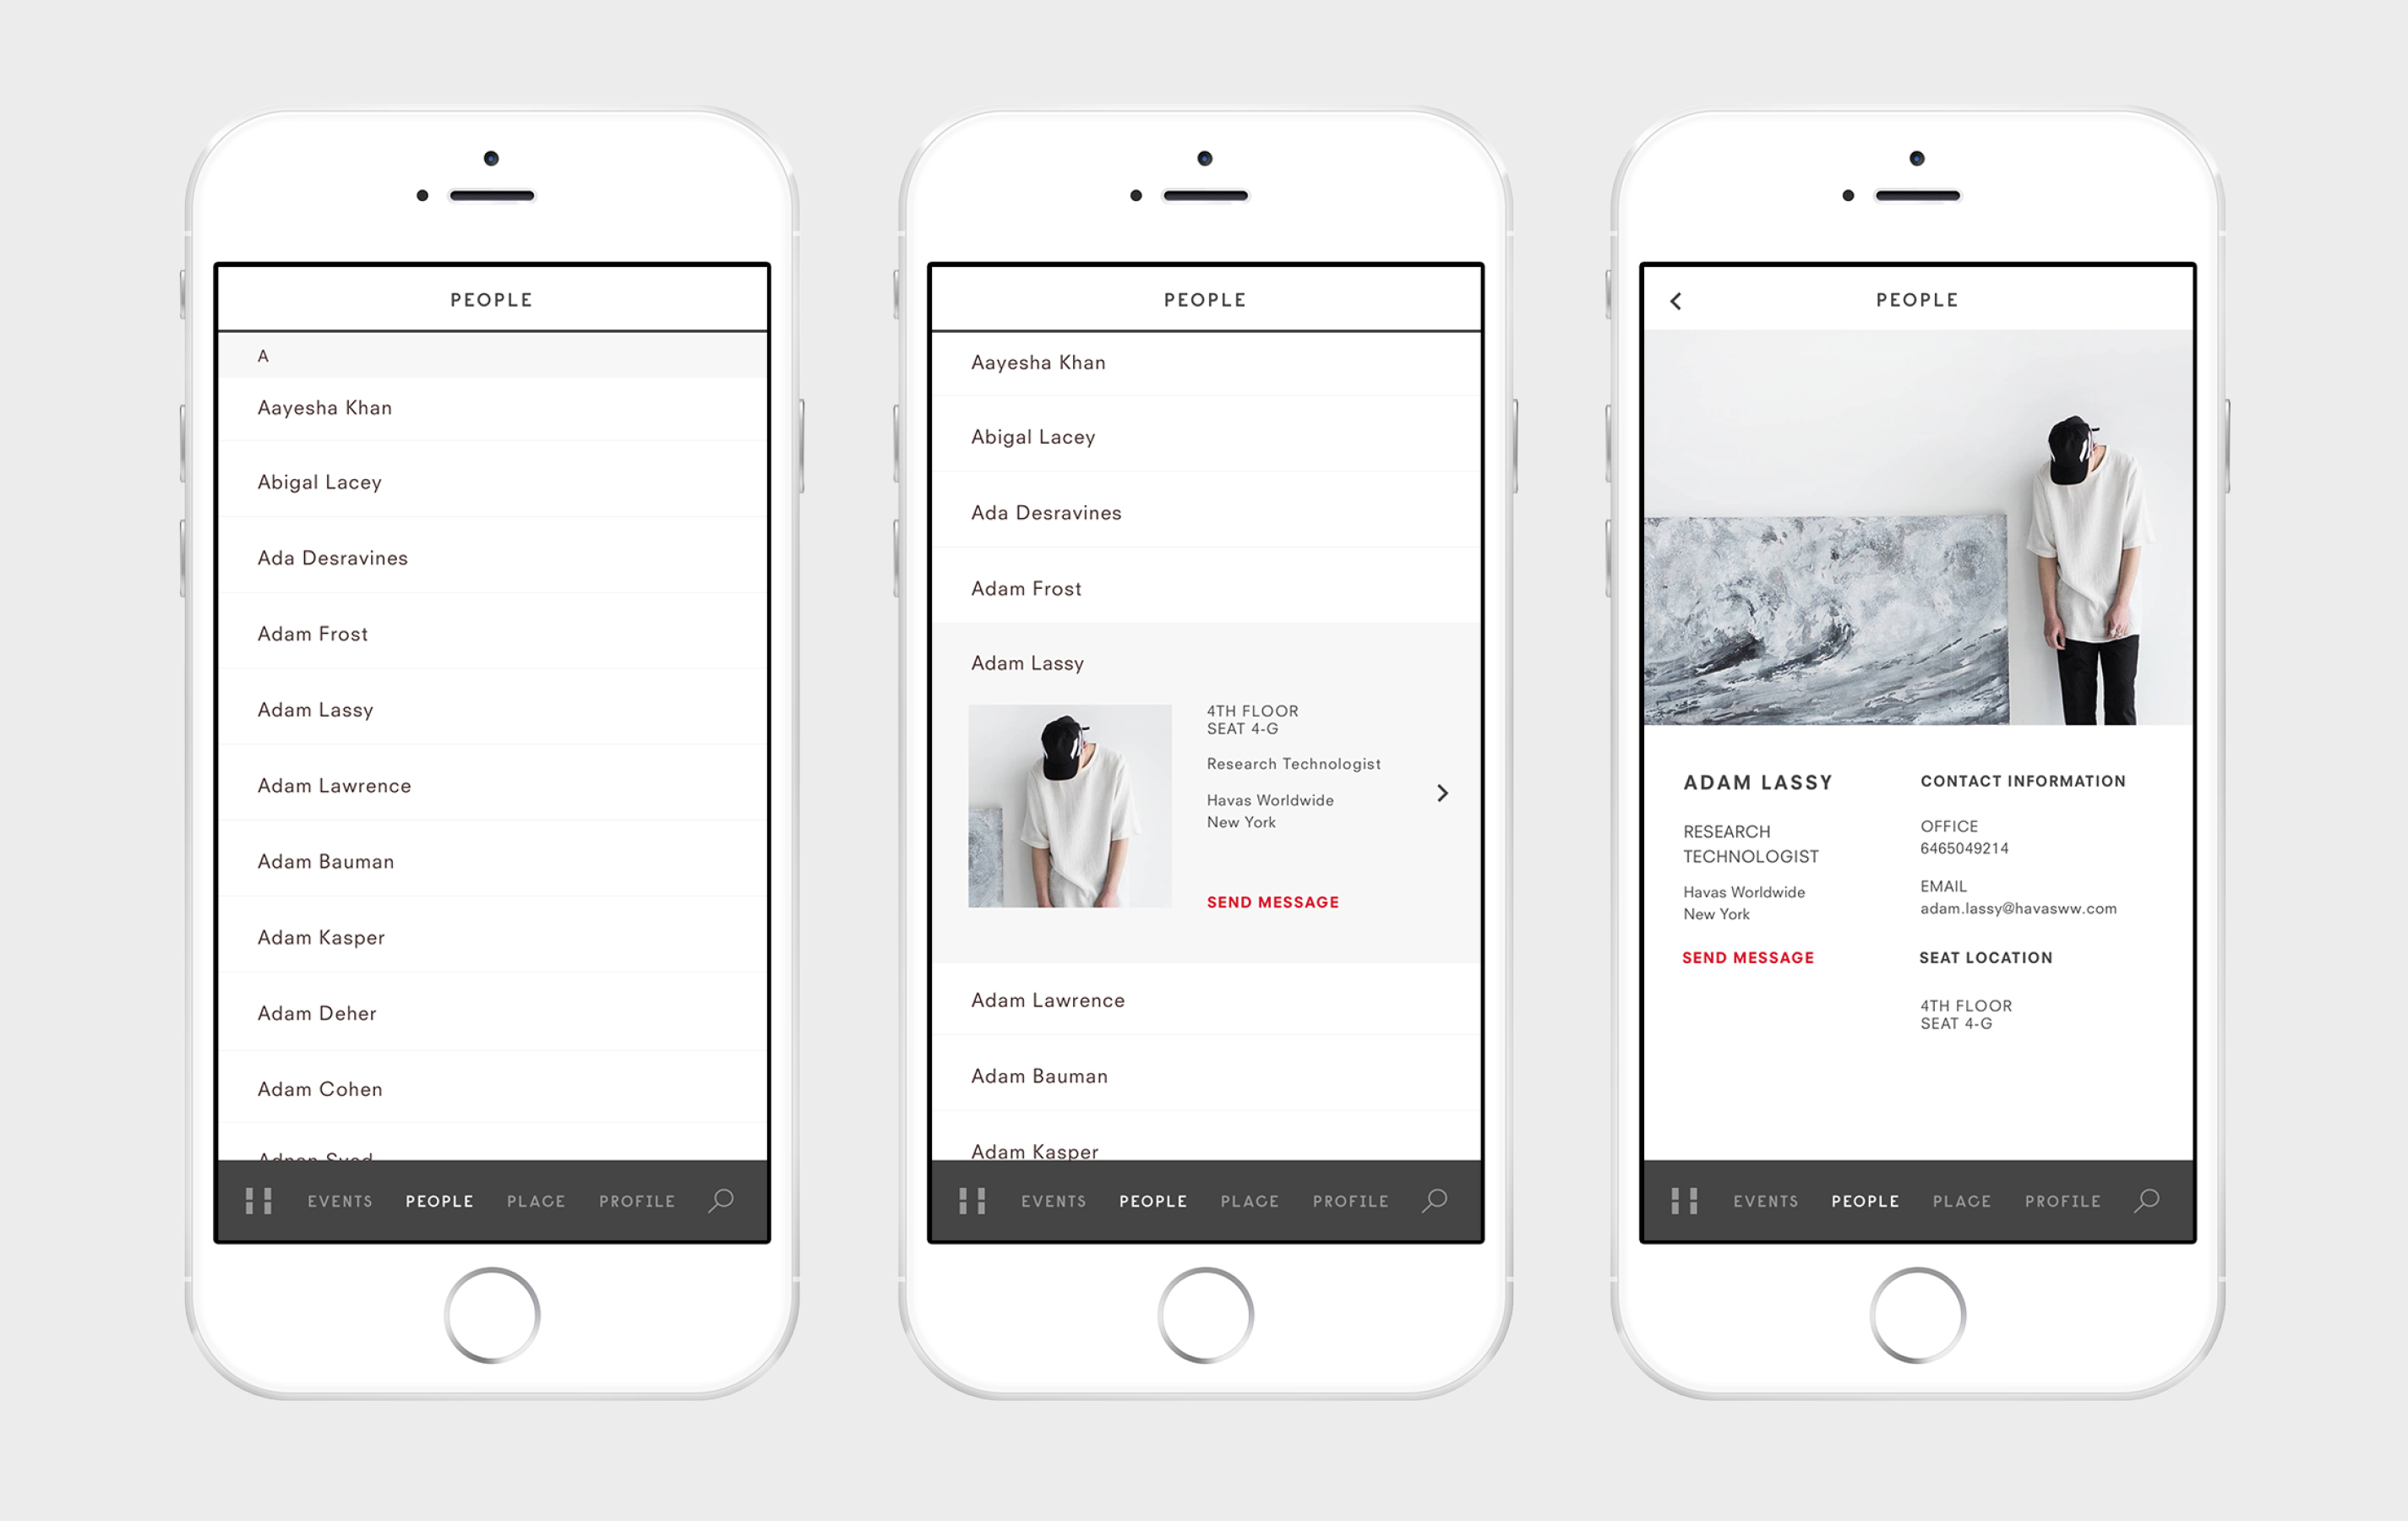 PEOPLE
A
Aayesha Khan
Abigal Lacey
Ada Desravines
Adam Frost
Adam Lassy
Adam Lawrence
Adam Bauman
Adam Kasper
Adam Deher
Adam Cohen
Adnan Syed
EVENTS PEOPLE PLACE PROFILE
PEOPLE
Aayesha Khan
Abigal Lacey
Ada Desravines
Adam Frost
Adam Lassy
4TH FLOOR
SEAT 4-G
Research Technologist
Havas Worldwide
New York
SEND MESSAGE
Adam Lawrence
Adam Bauman
Adam Kasper
EVENTS PEOPLE PLACE PROFILE
PEOPLE
ADAM LASSY
RESEARCH
TECHNOLOGIST
Havas Worldwide
New York
SEND MESSAGE
CONTACT INFORMATION
OFFICE
6465049214
EMAIL
adam.lassy@havasww.com
SEAT LOCATION
4TH FLOOR
SEAT 4-G
EVENTS PEOPLE PLACE PROFILE